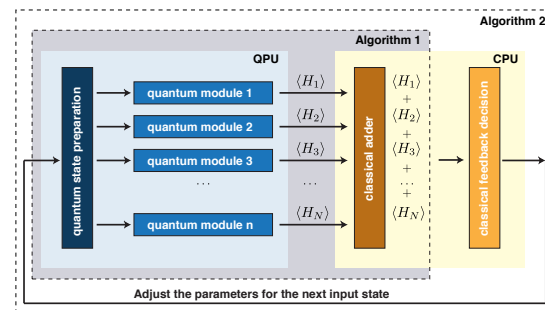 Algorithm 2
Algorithm 1
QPU
CPU
quantum state preparation
quantum module 1
quantum module 2
quantum module 3
...
quantum module n
⟨H₁⟩
⟨H₂⟩
⟨H₃⟩
...
⟨H_N⟩
classical adder
⟨H₁⟩
+
⟨H₂⟩
+
⟨H₃⟩
+
...
+
⟨H_N⟩
classical feedback decision
Adjust the parameters for the next input state